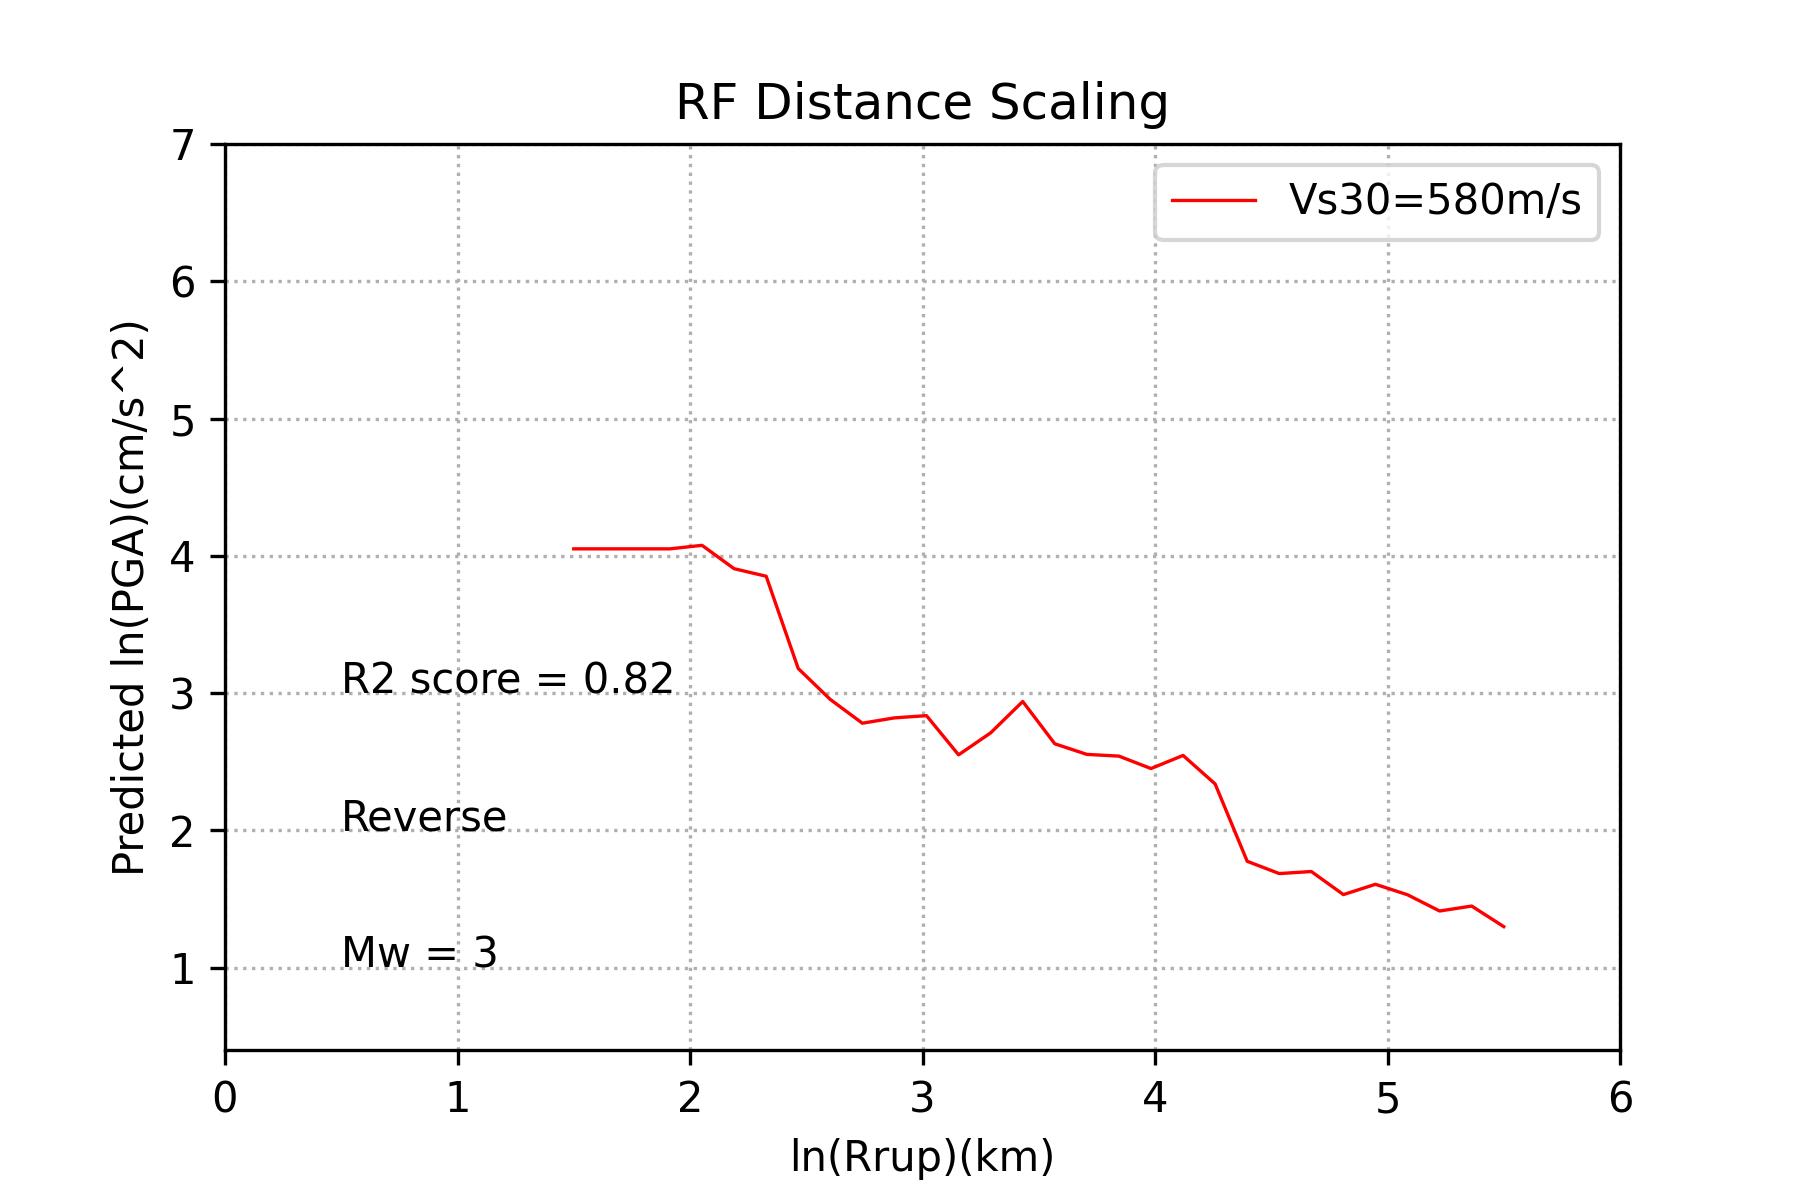 RF Distance Scaling
7
6
5
4
3
2
1
Predicted ln(PGA)(cm/s^2)
Vs30=580m/s
R2 score = 0.82
Reverse
Mw = 3
0 1 2 3 4 5 6
ln(Rrup)(km)